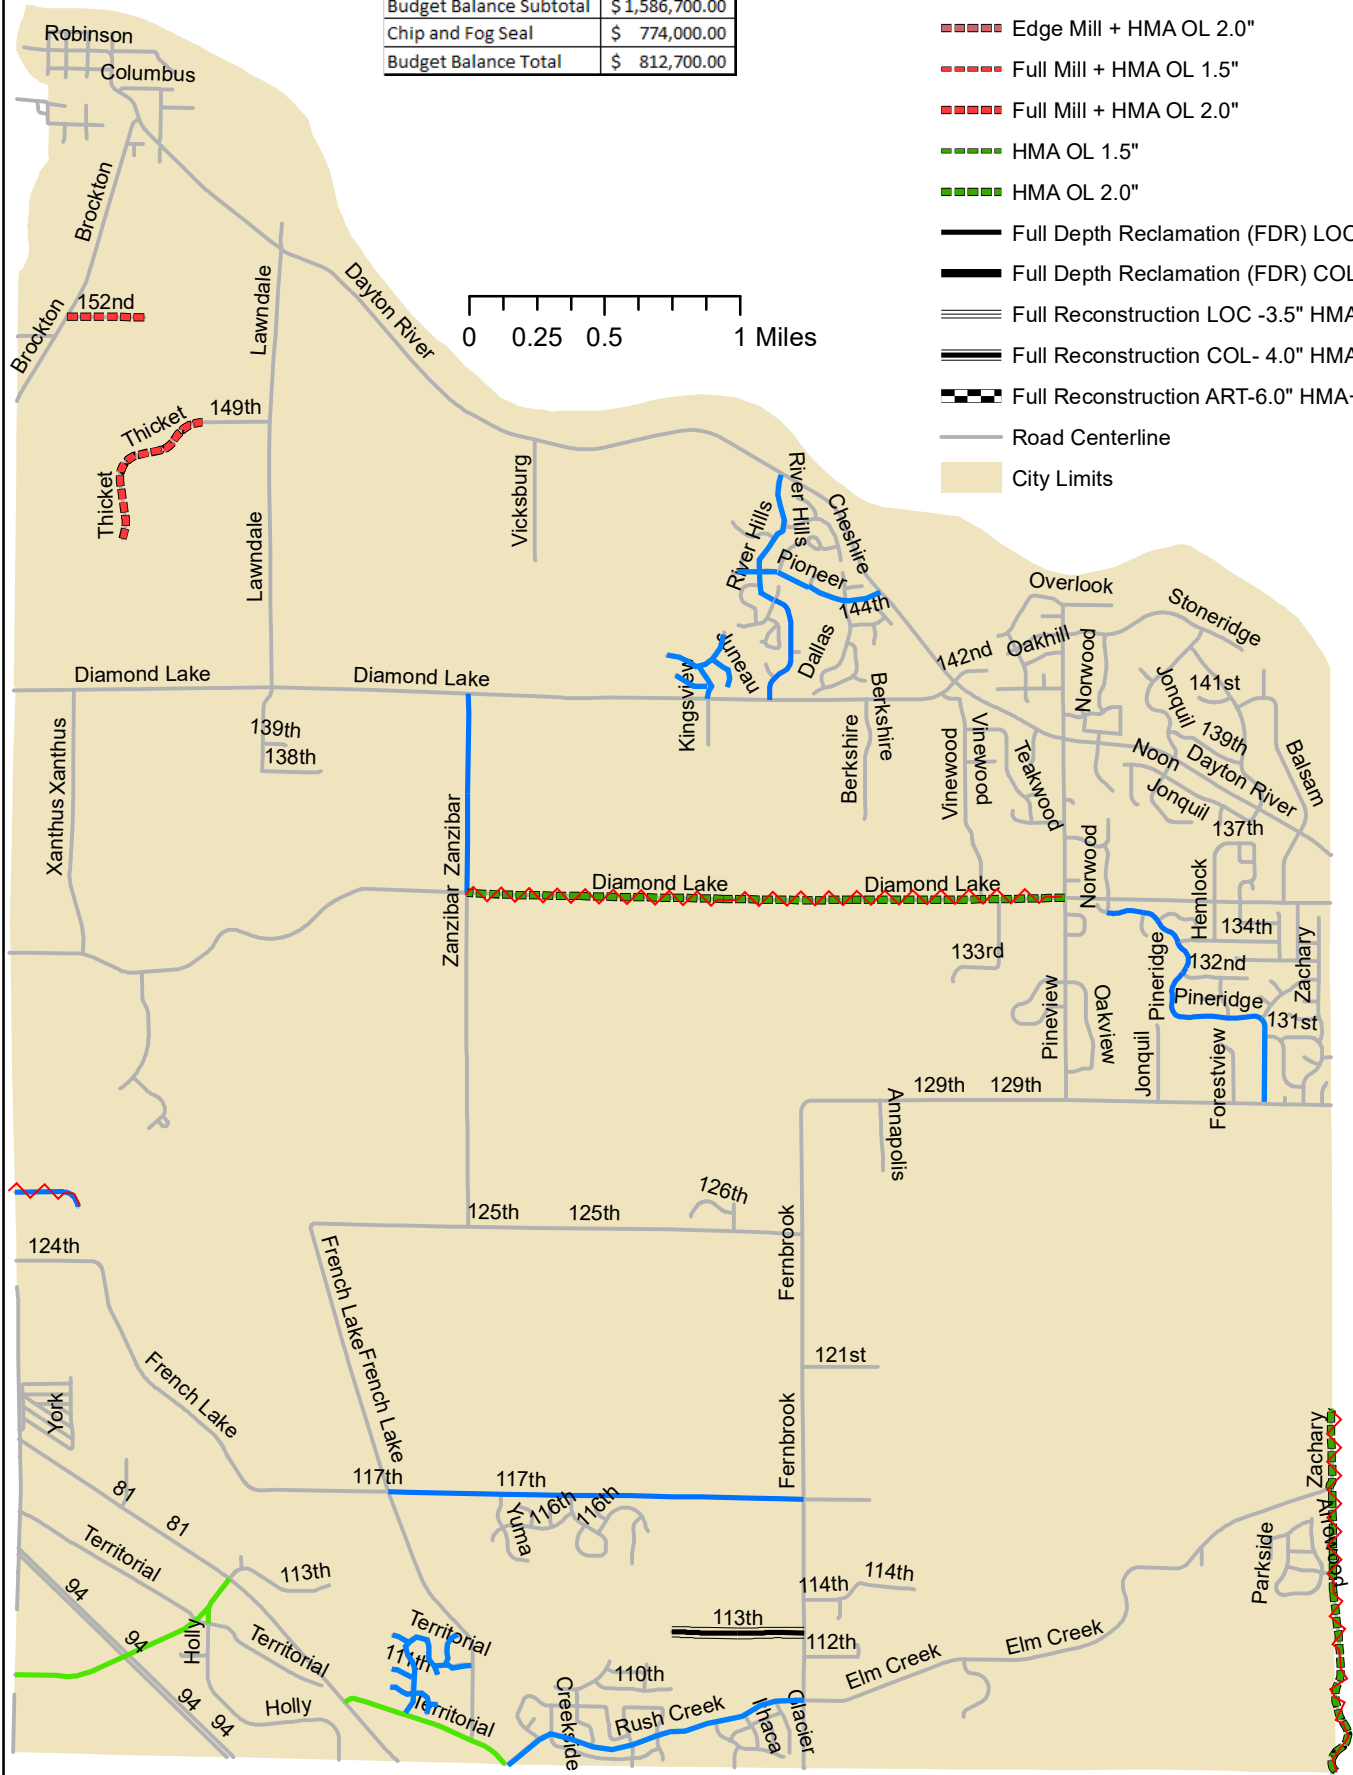 Budget Balance Subtotal $ 1,586,700.00
Chip and Fog Seal $ 774,000.00
Budget Balance Total $ 812,700.00
Edge Mill + HMA OL 2.0"
Full Mill + HMA OL 1.5"
Full Mill + HMA OL 2.0"
HMA OL 1.5"
HMA OL 2.0"
Full Depth Reclamation (FDR) LOC
Full Depth Reclamation (FDR) COL
Full Reconstruction LOC -3.5" HMA
Full Reconstruction COL- 4.0" HMA
Full Reconstruction ART-6.0" HMA
Road Centerline
City Limits
0 0.25 0.5 1 Miles
Robinson
Columbus
Brockton
Brockton
152nd
Lawndale
Dayton River
Thicket
149th
Thicket
Lawndale
Vicksburg
River Hills
River Hills
Cheshire
Pioneer
144th
Overlook
Stoneridge
Juneau
Dallas
142nd
Oakhill
Norwood
Diamond Lake
Diamond Lake
Kingsview
Berkshire
Berkshire
Jonquil
141st
139th
139th
138th
Xanthus
Xanthus
Vinewood
Vinewood
Teakwood
Noon
Dayton River
Balsam
Jonquil
137th
Zanzibar
Zanzibar
Diamond Lake
Diamond Lake
Norwood
Hemlock
134th
133rd
132nd
Zachary
Pineridge
Pineridge
131st
Pineview
Oakview
Jonquil
Forestview
129th
129th
Annapolis
126th
125th
125th
124th
Fernbrook
French Lake
French Lake
121st
French Lake
York
Fernbrook
Zachary
117th
117th
81
81
Yuma
116th
116th
Arrowood
Territorial
Parkside
94
113th
114th
114th
113th
112th
94
Holly
Territorial
Territorial
111th
Elm Creek
Elm Creek
110th
94
94
Holly
Territorial
Creekside
Rush Creek
Ithaca
Glacier